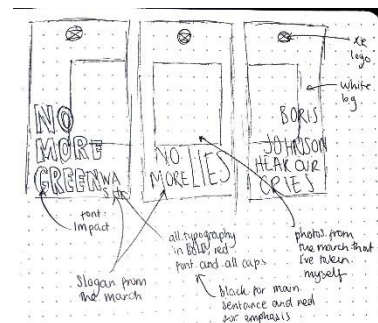 XR
logo
white
bg
NO
MORE
GREENWA
SH
NO
MORE LIES
BORIS
JOHNSON
HEAR OUR
CRIES
font:
Impact
Slogan from
the march
all typography
in BOLD, red
font and all caps
black for main
sentence and red
for emphasis
photos from
the march that
I've taken
myself